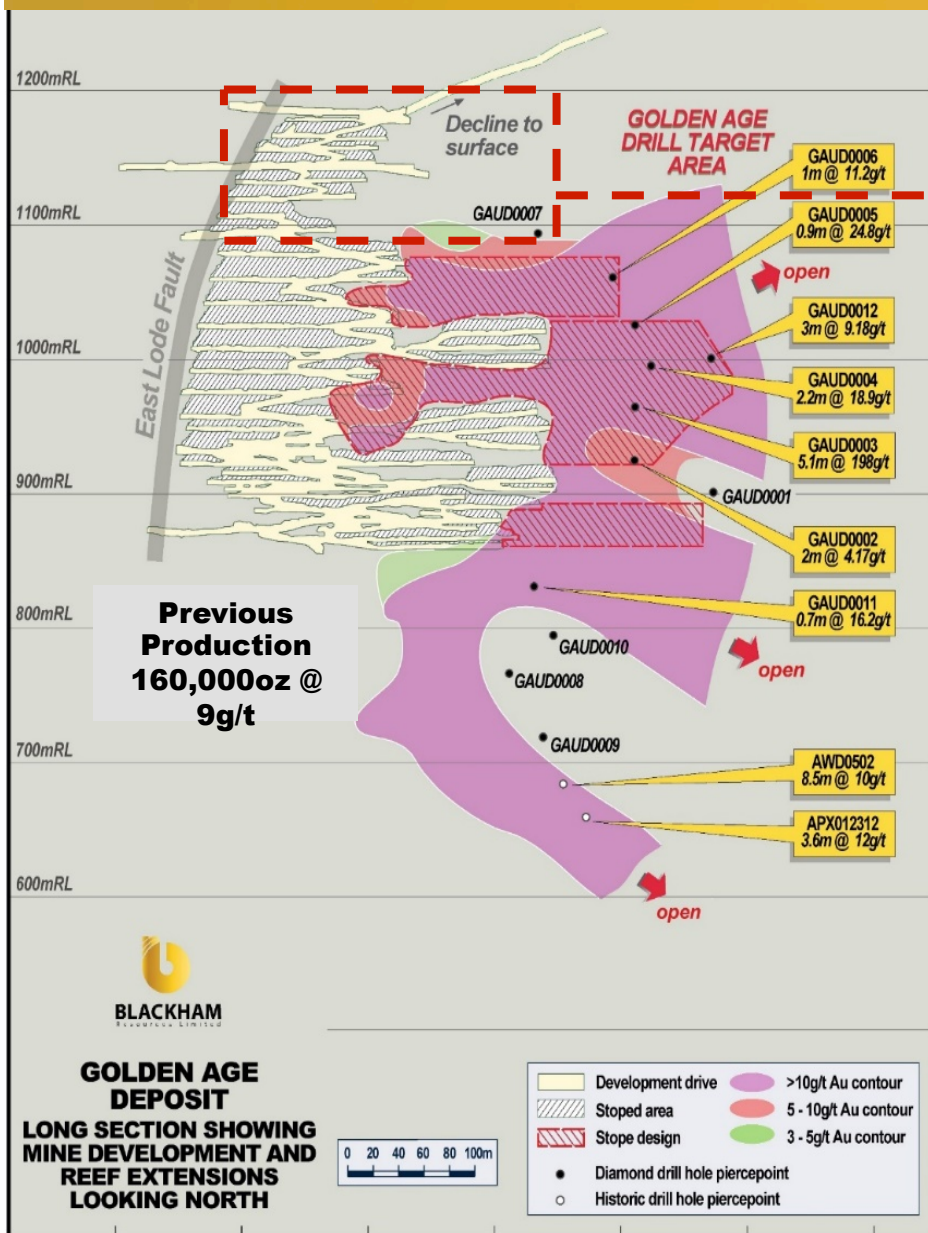 1200mRL
Decline to
surface
GOLDEN AGE
DRILL TARGET
AREA
GAUD0006
1m @ 11.2g/t
1100mRL
GAUD0007
GAUD0005
0.9m @ 24.8g/t
open
East Lode Fault
GAUD0012
3m @ 9.18g/t
1000mRL
GAUD0004
2.2m @ 18.9g/t
GAUD0003
5.1m @ 198g/t
900mRL
GAUD0001
GAUD0002
2m @ 4.17g/t
GAUD0011
0.7m @ 16.2g/t
Previous
Production
160,000oz @
9g/t
800mRL
GAUD0010
open
GAUD0008
700mRL
GAUD0009
AWD0502
8.5m @ 10g/t
APX012312
3.6m @ 12g/t
600mRL
open
BLACKHAM
Resources Limited
GOLDEN AGE
DEPOSIT
LONG SECTION SHOWING
MINE DEVELOPMENT AND
REEF EXTENSIONS
LOOKING NORTH
0 20 40 60 80 100m
Development drive
Stoped area
Stope design
>10g/t Au contour
5 - 10g/t Au contour
3 - 5g/t Au contour
Diamond drill hole piercepoint
Historic drill hole piercepoint